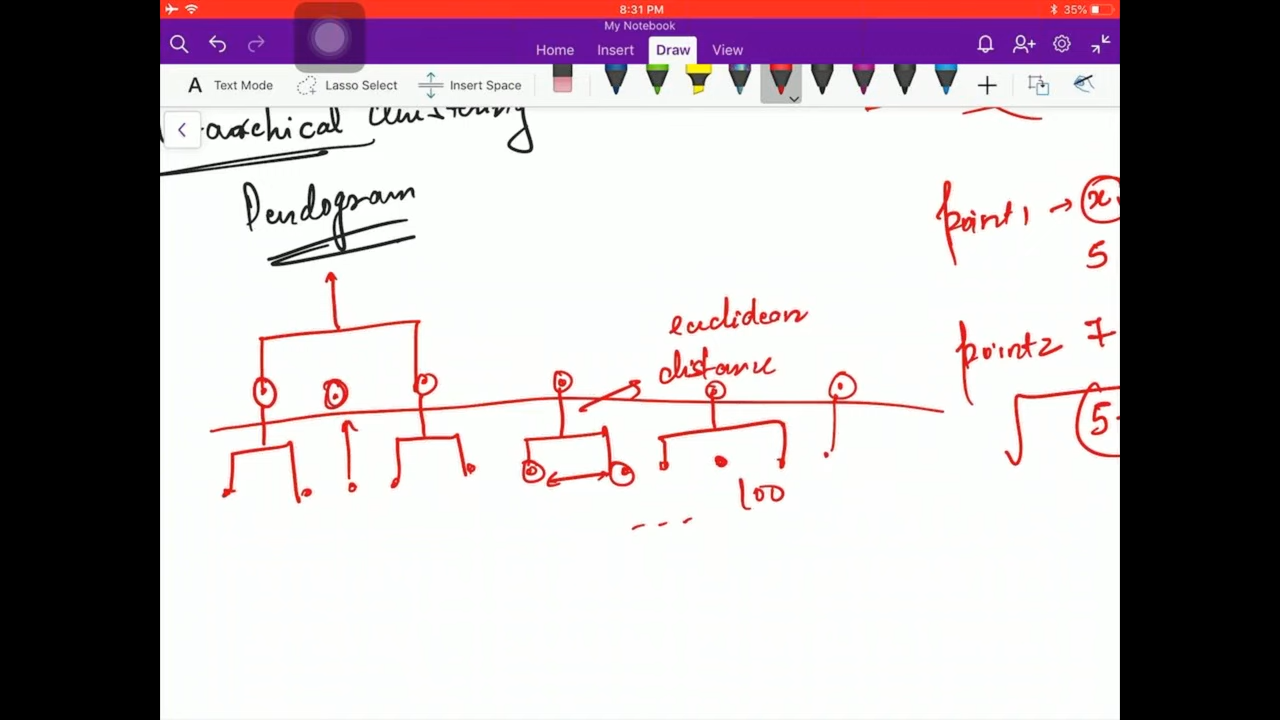 8:31 PM
35%
My Notebook
Home Insert Draw View
Text Mode Lasso Select Insert Space
archical Clustering
Dendogram
point1 → x
5
euclidean
distance
point2 7
5
100